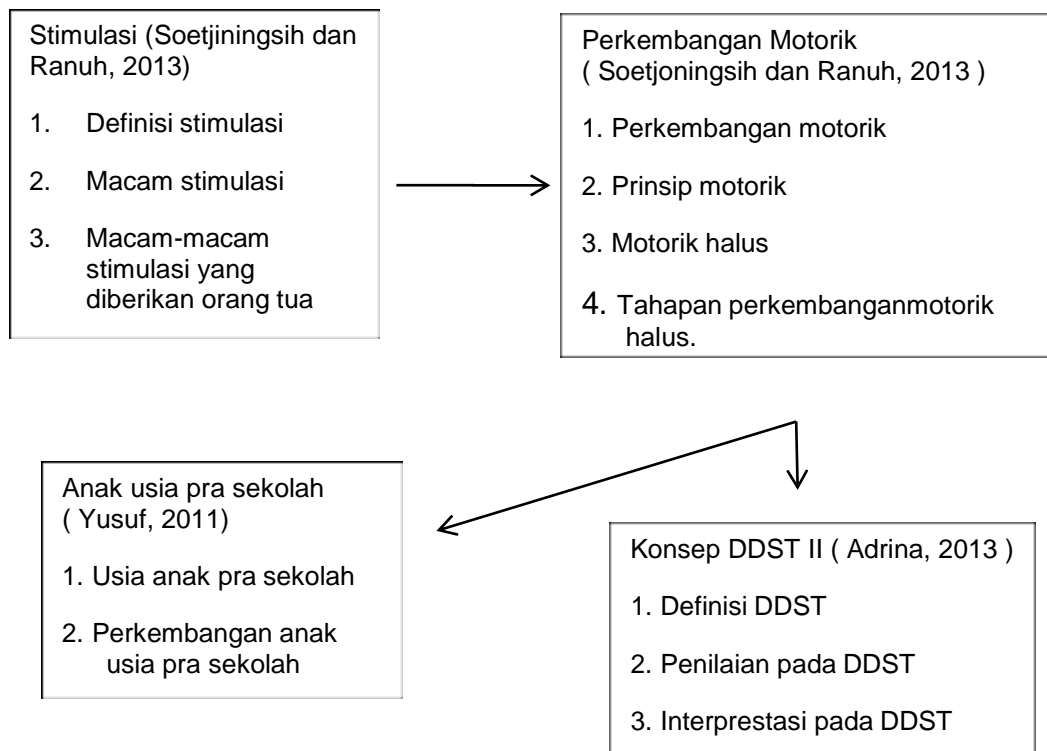 Stimulasi (Soetjiningsih dan
Ranuh, 2013)
1. Definisi stimulasi
2. Macam stimulasi
3. Macam-macam
stimulasi yang
diberikan orang tua
Perkembangan Motorik
( Soetjoningsih dan Ranuh, 2013 )
1. Perkembangan motorik
2. Prinsip motorik
3. Motorik halus
4. Tahapan perkembanganmotorik
halus.
Anak usia pra sekolah
( Yusuf, 2011)
1. Usia anak pra sekolah
2. Perkembangan anak
usia pra sekolah
Konsep DDST II ( Adrina, 2013 )
1. Definisi DDST
2. Penilaian pada DDST
3. Interprestasi pada DDST